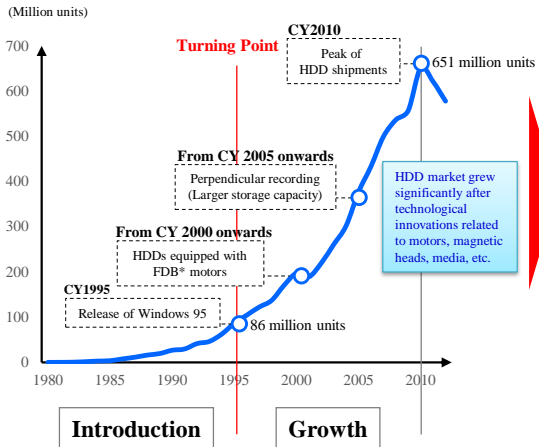 (Million units)
700
600
500
400
300
200
100
0
Turning Point
CY2010
Peak of
HDD shipments
651 million units
From CY 2005 onwards
Perpendicular recording
(Larger storage capacity)
HDD market grew
significantly after
technological
innovations related
to motors, magnetic
heads, media, etc.
From CY 2000 onwards
HDDs equipped with
FDB* motors
CY1995
Release of Windows 95
86 million units
1980 1985 1990 1995 2000 2005 2010
Introduction
Growth